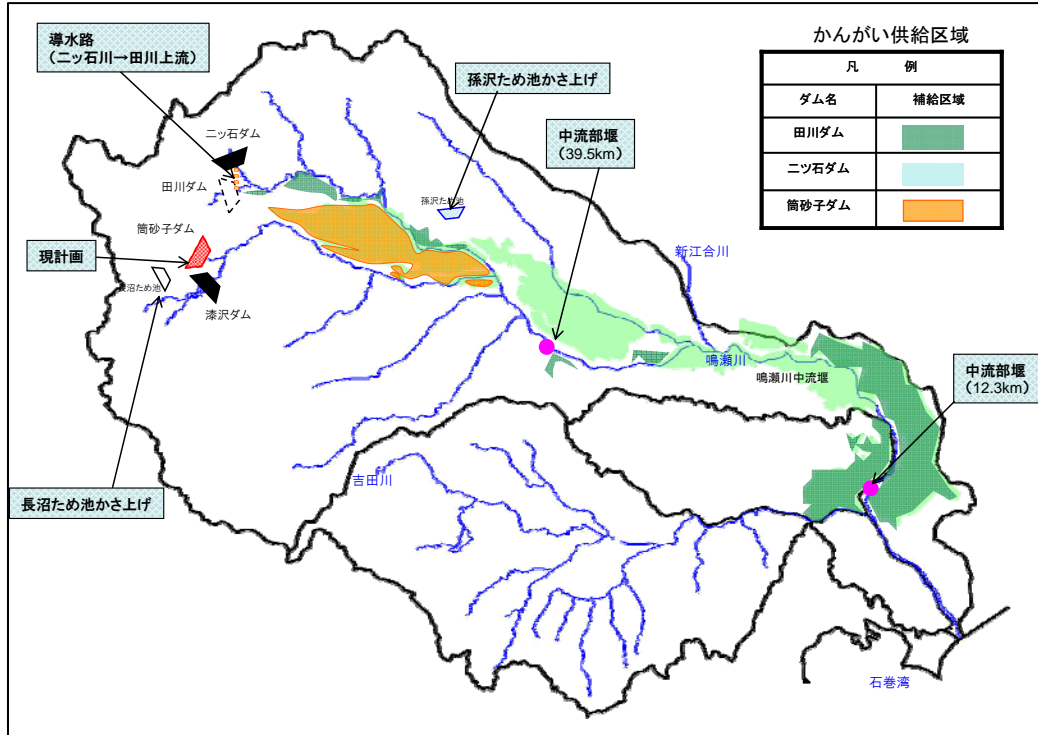 導水路
(二ッ石川→田川上流)
孫沢ため池かさ上げ
中流部堰
(39.5km)
かんがい供給区域
凡 例
ダム名 補給区域
田川ダム
二ッ石ダム
筒砂子ダム
二ッ石ダム
田川ダム
孫沢ため池
筒砂子ダム
現計画
長沼ため池
漆沢ダム
新江合川
鳴瀬川
鳴瀬川中流堰
中流部堰
(12.3km)
長沼ため池かさ上げ
吉田川
石巻湾